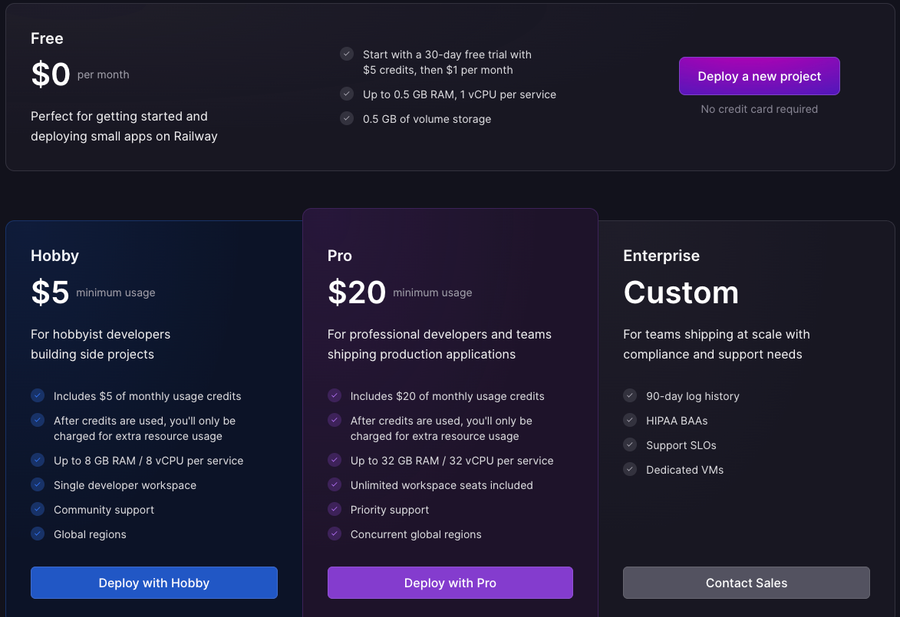 Free
$0 per month
Perfect for getting started and
deploying small apps on Railway
Start with a 30-day free trial with
$5 credits, then $1 per month
Up to 0.5 GB RAM, 1 vCPU per service
0.5 GB of volume storage
Deploy a new project
No credit card required
Hobby
$5 minimum usage
For hobbyist developers
building side projects
Includes $5 of monthly usage credits
After credits are used, you'll only be
charged for extra resource usage
Up to 8 GB RAM / 8 vCPU per service
Single developer workspace
Community support
Global regions
Deploy with Hobby
Pro
$20 minimum usage
For professional developers and teams
shipping production applications
Includes $20 of monthly usage credits
After credits are used, you'll only be
charged for extra resource usage
Up to 32 GB RAM / 32 vCPU per service
Unlimited workspace seats included
Priority support
Concurrent global regions
Deploy with Pro
Enterprise
Custom
For teams shipping at scale with
compliance and support needs
90-day log history
HIPAA BAAs
Support SLOs
Dedicated VMs
Contact Sales